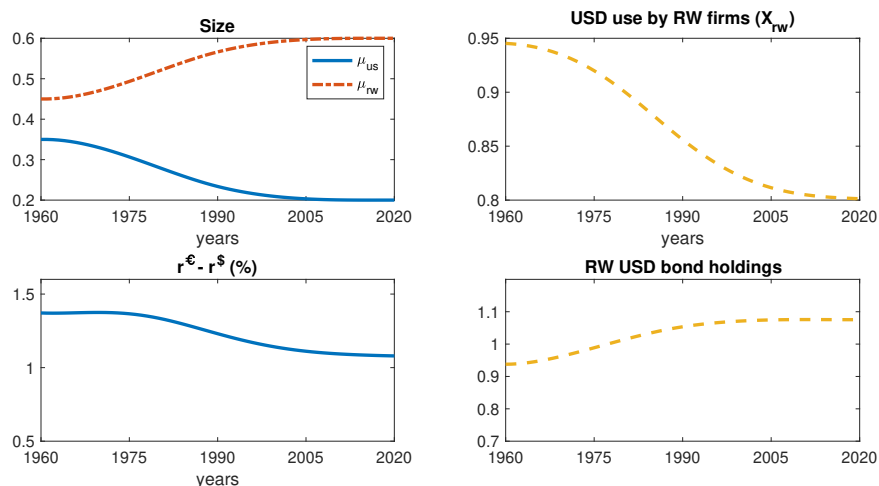 Size
0.6
0.5
0.4
0.3
0.2
μus
μrw
1960 1975 1990 2005 2020
years
USD use by RW firms (Xrw)
0.95
0.9
0.85
0.8
1960 1975 1990 2005 2020
years
r€ - r$ (%)
1.5
1
0.5
1960 1975 1990 2005 2020
years
RW USD bond holdings
1.1
1
0.9
0.8
0.7
1960 1975 1990 2005 2020